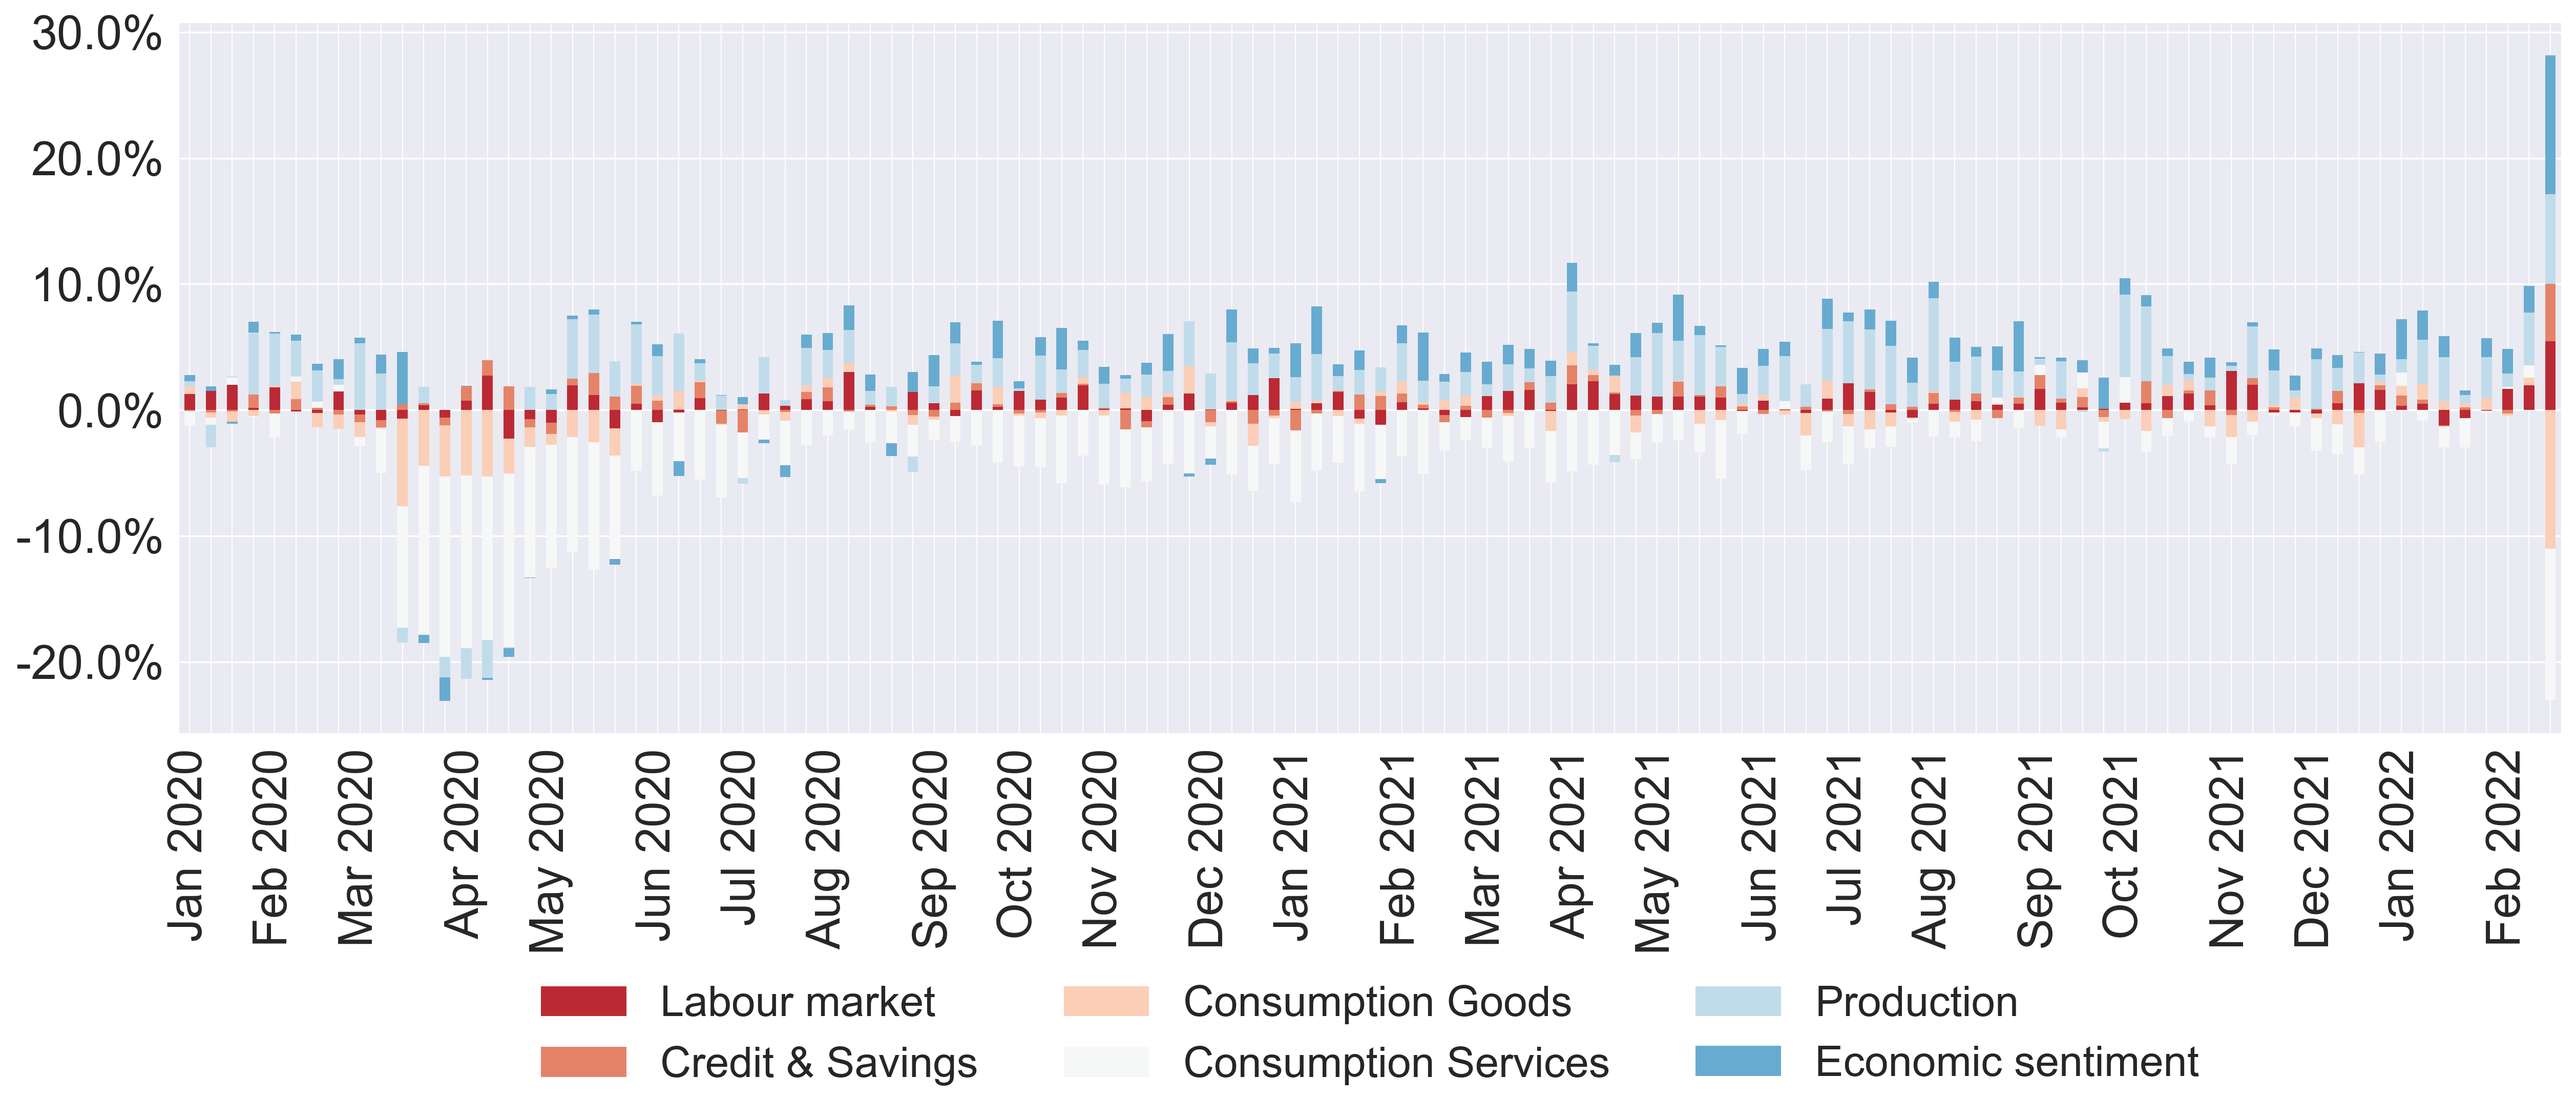 30.0%
20.0%
10.0%
0.0%
-10.0%
-20.0%
Jan 2020
Feb 2020
Mar 2020
Apr 2020
May 2020
Jun 2020
Jul 2020
Aug 2020
Sep 2020
Oct 2020
Nov 2020
Dec 2020
Jan 2021
Feb 2021
Mar 2021
Apr 2021
May 2021
Jun 2021
Jul 2021
Aug 2021
Sep 2021
Oct 2021
Nov 2021
Dec 2021
Jan 2022
Feb 2022
Labour market
Consumption Goods
Production
Credit & Savings
Consumption Services
Economic sentiment